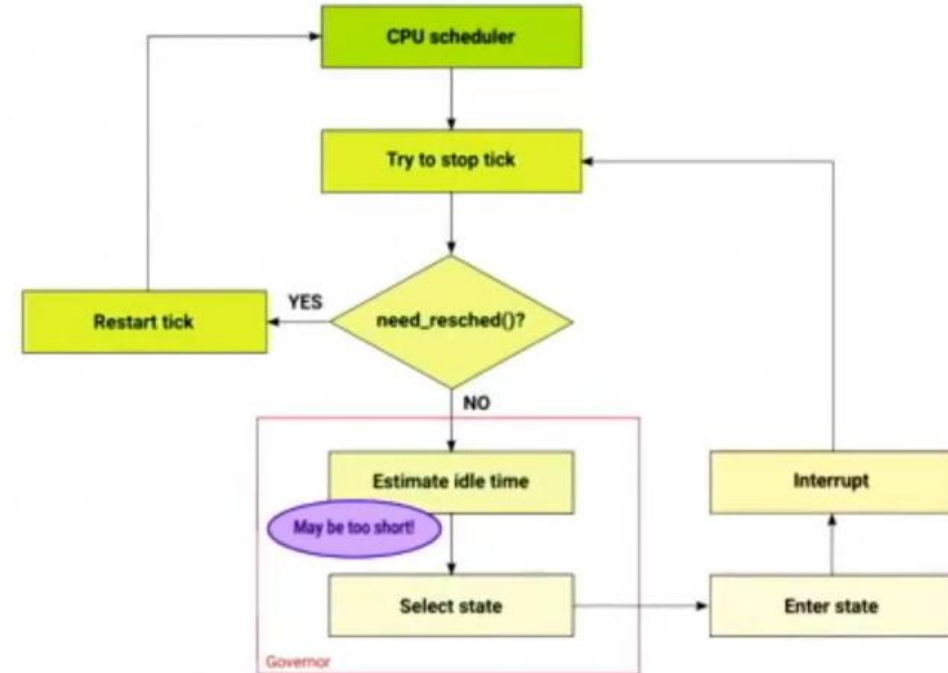 CPU scheduler
Try to stop tick
YES
Restart tick
need_resched()?
NO
Estimate idle time
Interrupt
May be too short!
Select state
Enter state
Governor